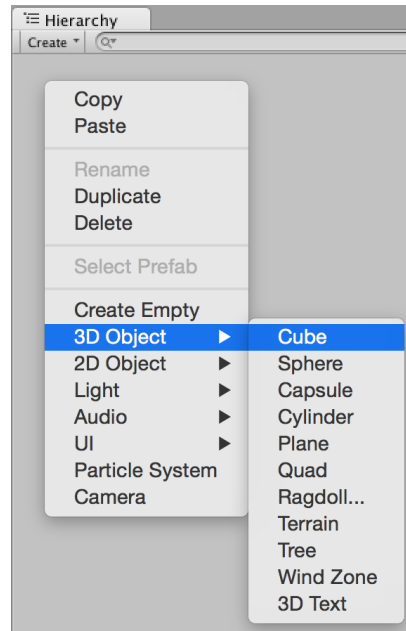 Hierarchy
Create
Copy
Paste
Rename
Duplicate
Delete
Select Prefab
Create Empty
3D Object
2D Object
Light
Audio
UI
Particle System
Camera
Cube
Sphere
Capsule
Cylinder
Plane
Quad
Ragdoll...
Terrain
Tree
Wind Zone
3D Text